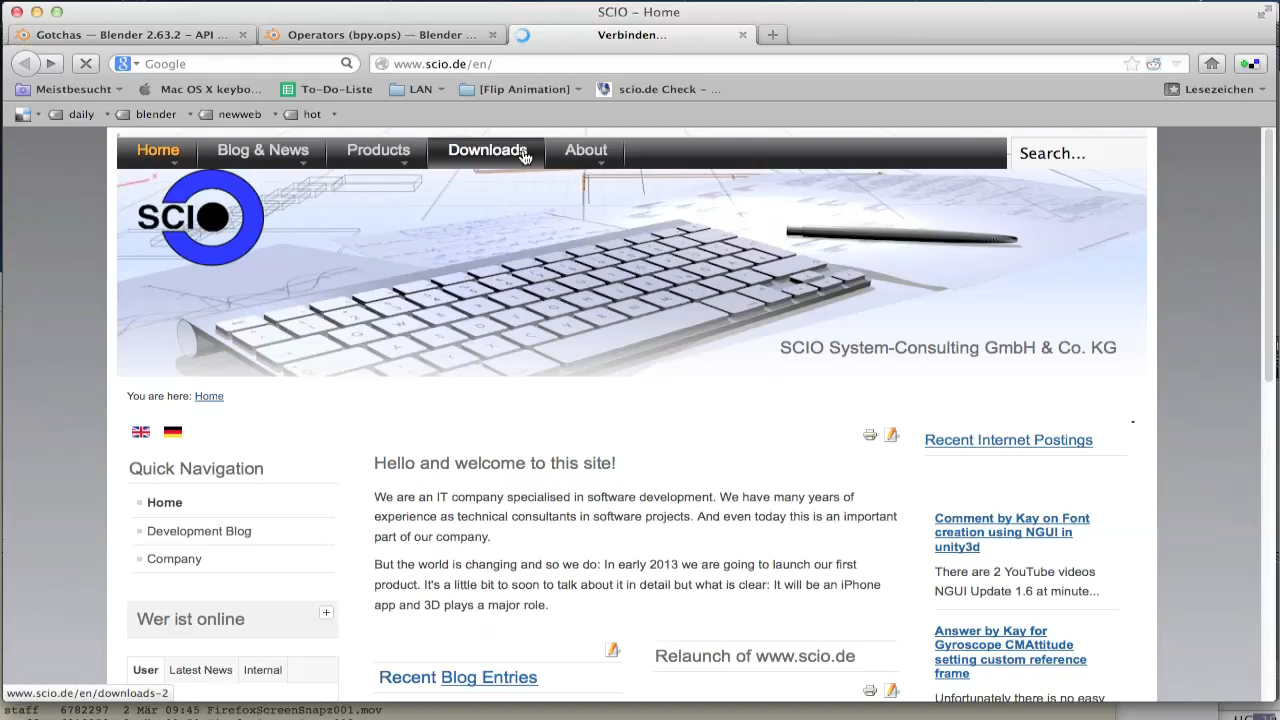 SCIO - Home
Gotchas — Blender 2.63.2 - API ...
Operators (bpy.ops) — Blender ...
Verbinden...
Google
www.scio.de/en/
Meistbesucht
Mac OS X keybo...
To-Do-Liste
LAN
[Flip Animation]
scio.de Check - ...
Lesezeichen
daily
blender
newweb
hot
Home
Blog & News
Products
Downloads
About
Search...
SCIO
SCIO System-Consulting GmbH & Co. KG
You are here: Home
Quick Navigation
Home
Development Blog
Company
Wer ist online
User
Latest News
Internal
Hello and welcome to this site!
We are an IT company specialised in software development. We have many years of
experience as technical consultants in software projects. And even today this is an important
part of our company.
But the world is changing and so we do: In early 2013 we are going to launch our first
product. It's a little bit to soon to talk about it in detail but what is clear: It will be an iPhone
app and 3D plays a major role.
Recent Blog Entries
Relaunch of www.scio.de
Recent Internet Postings
Comment by Kay on Font
creation using NGUI in
unity3d
There are 2 YouTube videos
NGUI Update 1.6 at minute...
Answer by Kay for
Gyroscope CMAttitude
setting custom reference
frame
Unfortunately there is no easy
www.scio.de/en/downloads-2
staff 6782297 2 Mär 09:45 FirefoxScreenSnapz001.mov